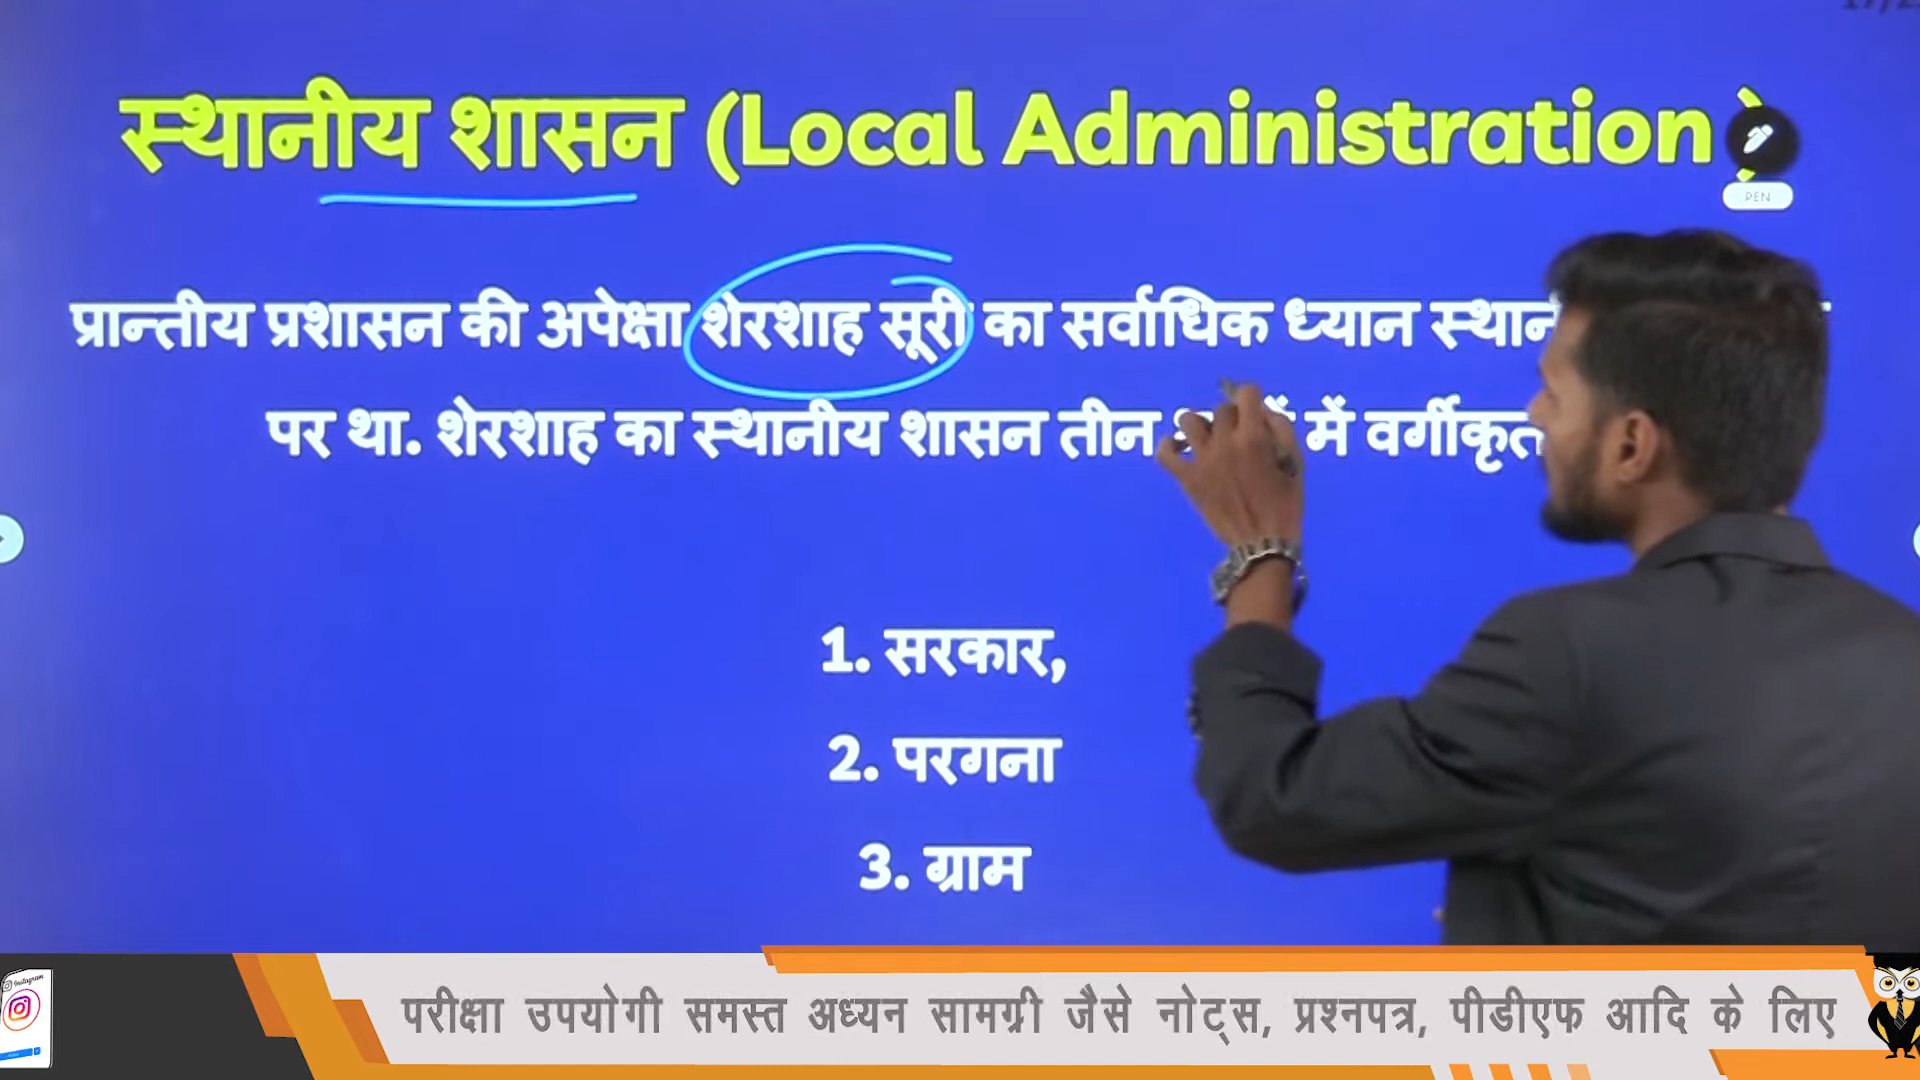 स्थानीय शासन (Local Administration)
PEN
प्रान्तीय प्रशासन की अपेक्षा शेरशाह सूरी का सर्वाधिक ध्यान
पर था. शेरशाह का स्थानीय शासन तीन में वर्गीकृत
1. सरकार,
2. परगना
3. ग्राम
Instagram
परीक्षा उपयोगी समस्त अध्यन सामग्री जैसे नोट्स, प्रश्नपत्र, पीडीएफ आदि के लिए